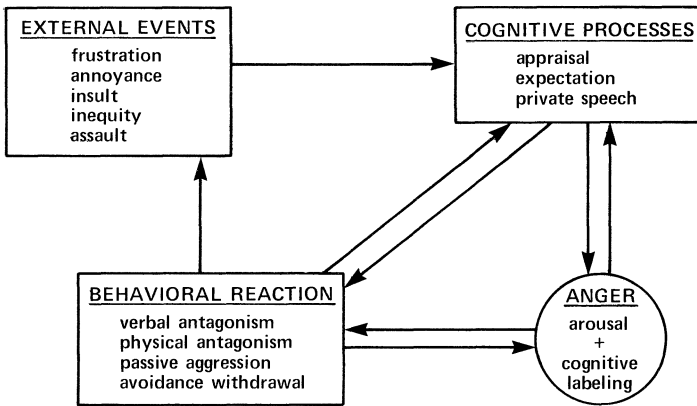 EXTERNAL EVENTS
frustration
annoyance
insult
inequity
assault
COGNITIVE PROCESSES
appraisal
expectation
private speech
BEHAVIORAL REACTION
verbal antagonism
physical antagonism
passive aggression
avoidance withdrawal
ANGER
arousal
+
cognitive
labeling